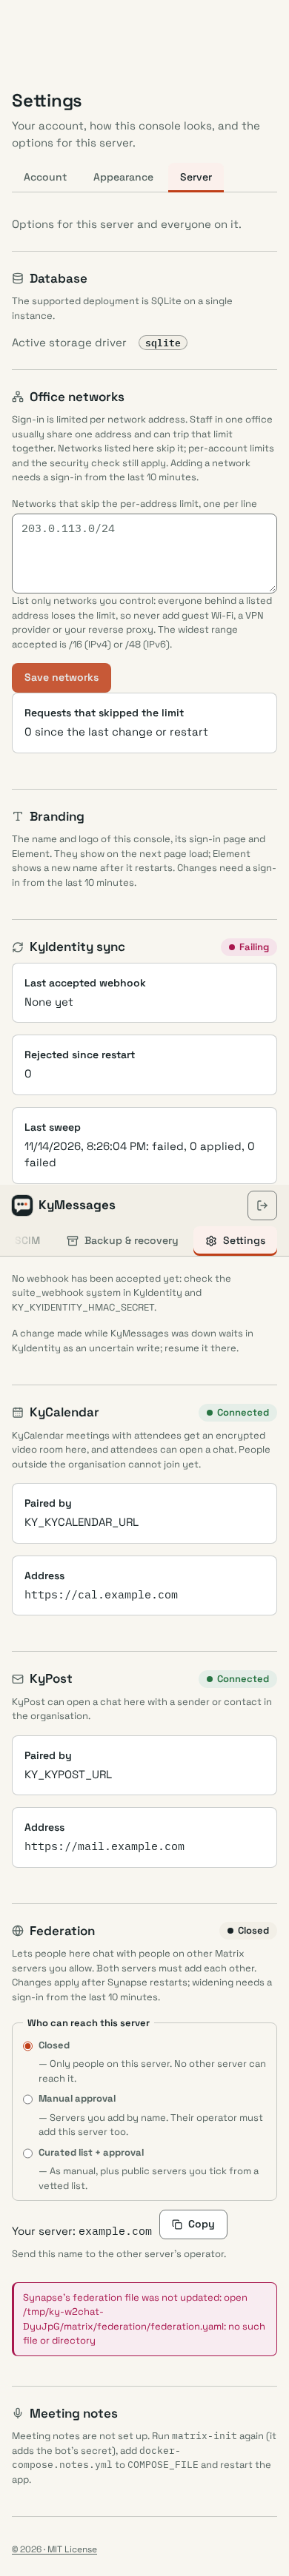 Settings
Your account, how this console looks, and the
options for this server.
Account Appearance Server
Options for this server and everyone on it.
Database
The supported deployment is SQLite on a single
instance.
Active storage driver sqlite
Office networks
Sign-in is limited per network address. Staff in one office
usually share one address and can trip that limit
together. Networks listed here skip it; per-account limits
and the security check still apply. Adding a network
needs a sign-in from the last 10 minutes.
Networks that skip the per-address limit, one per line
203.0.113.0/24
List only networks you control: everyone behind a listed
address loses the limit, so never add guest Wi-Fi, a VPN
provider or your reverse proxy. The widest range
accepted is /16 (IPv4) or /48 (IPv6).
Save networks
Requests that skipped the limit
0 since the last change or restart
Branding
The name and logo of this console, its sign-in page and
Element. They show on the next page load; Element
shows a new name after it restarts. Changes need a sign-
in from the last 10 minutes.
KyIdentity sync Failing
Last accepted webhook
None yet
Rejected since restart
0
Last sweep
11/14/2026, 8:26:04 PM: failed, 0 applied, 0
failed
KyMessages
SCIM Backup & recovery Settings
No webhook has been accepted yet: check the
suite_webhook system in KyIdentity and
KY_KYIDENTITY_HMAC_SECRET.
A change made while KyMessages was down waits in
KyIdentity as an uncertain write; resume it there.
KyCalendar Connected
KyCalendar meetings with attendees get an encrypted
video room here, and attendees can open a chat. People
outside the organisation cannot join yet.
Paired by
KY_KYCALENDAR_URL
Address
https://cal.example.com
KyPost Connected
KyPost can open a chat here with a sender or contact in
the organisation.
Paired by
KY_KYPOST_URL
Address
https://mail.example.com
Federation Closed
Lets people here chat with people on other Matrix
servers you allow. Both servers must add each other.
Changes apply after Synapse restarts; widening needs a
sign-in from the last 10 minutes.
Who can reach this server
Closed
— Only people on this server. No other server can
reach it.
Manual approval
— Servers you add by name. Their operator must
add this server too.
Curated list + approval
— As manual, plus public servers you tick from a
vetted list.
Your server: example.com Copy
Send this name to the other server's operator.
Synapse's federation file was not updated: open
/tmp/ky-w2chat-
DyuJpG/matrix/federation/federation.yaml: no such
file or directory
Meeting notes
Meeting notes are not set up. Run matrix-init again (it
adds the bot's secret), add docker-
compose.notes.yml to COMPOSE_FILE and restart the
app.
© 2026 · MIT License